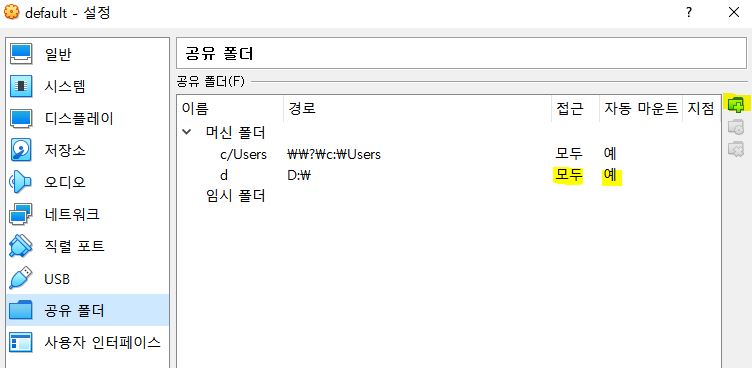 default - 설정
?
일반
시스템
디스플레이
저장소
오디오
네트워크
직렬 포트
USB
공유 폴더
사용자 인터페이스
공유 폴더
공유 폴더(F)
이름 경로 접근 자동 마운트 지점
머신 폴더
c/Users ₩₩?₩c:₩Users 모두 예
d D:₩ 모두 예
임시 폴더